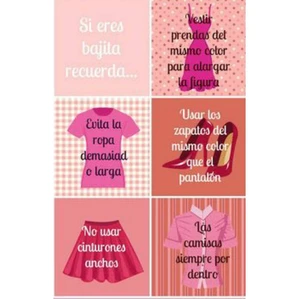 Si eres
bajita
recuerda...
Vestir
prendas del
mismo color
para alargar
la figura
Evita la
ropa
demasiad
o larga
Usar los
zapatos del
mismo color
que el
pantalón
No usar
cinturones
anchos
Las
camisas
siempre por
dentro